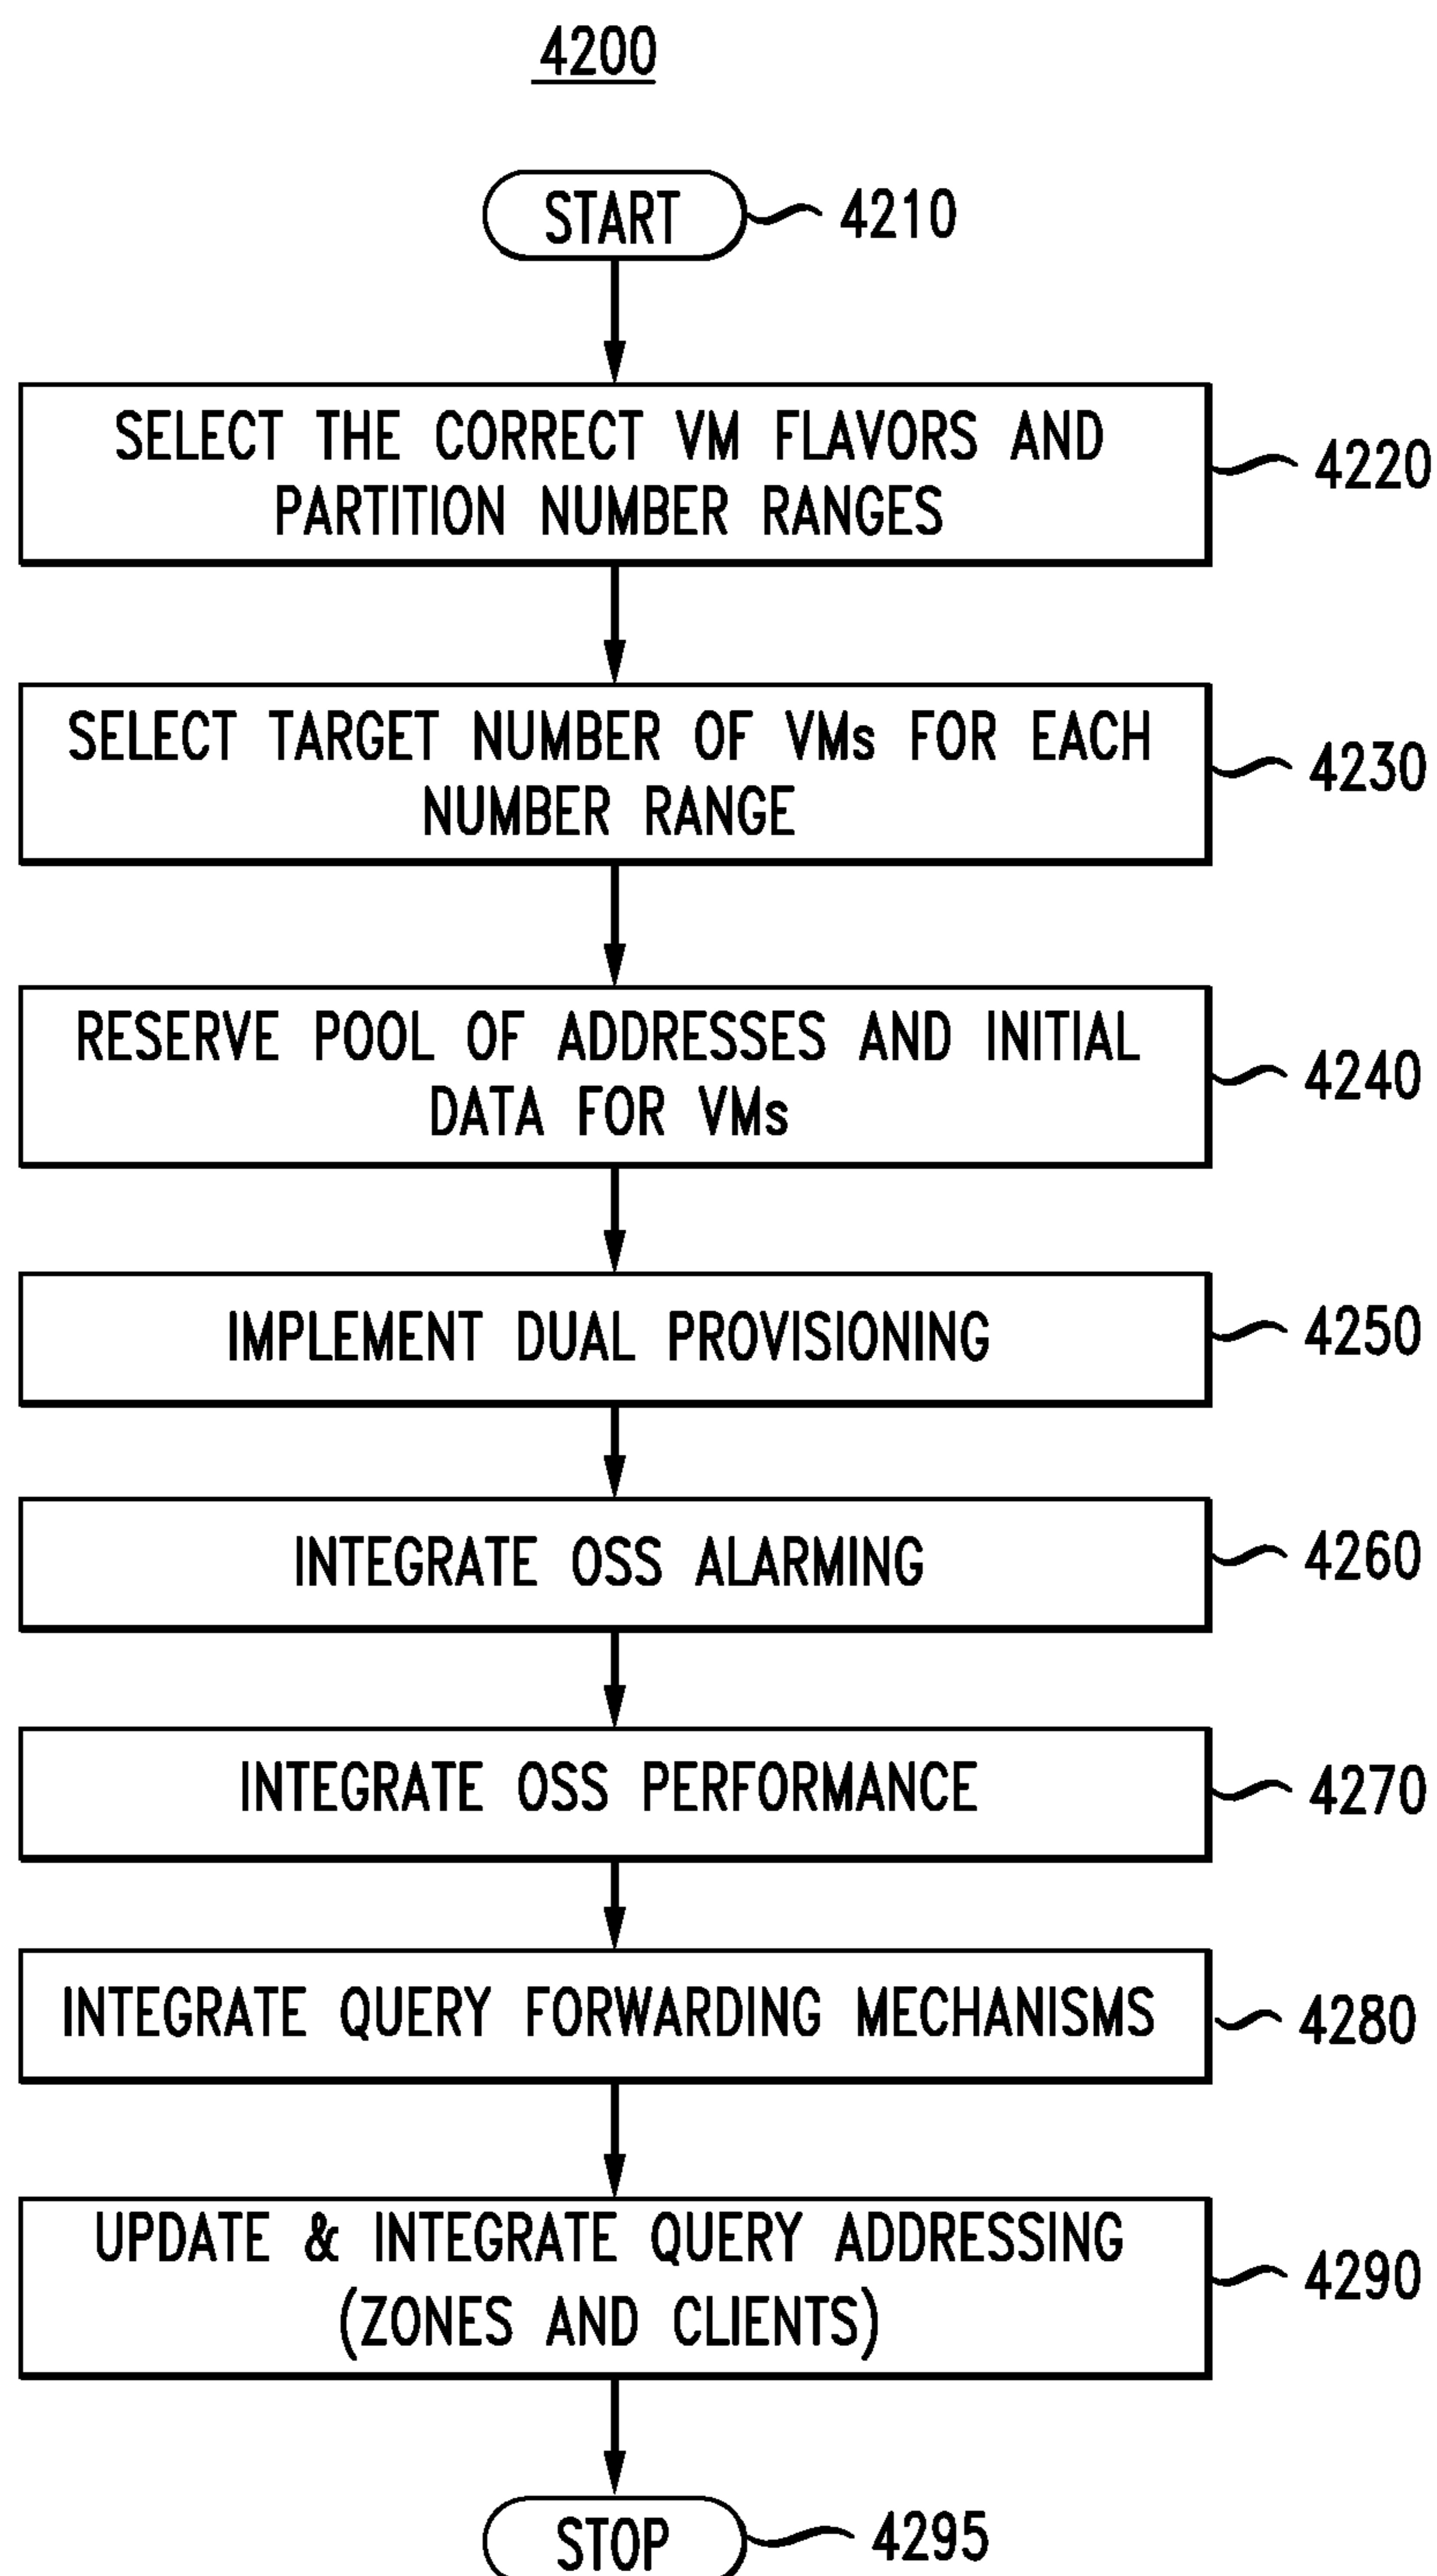 4200
START
4210
SELECT THE CORRECT VM FLAVORS AND
PARTITION NUMBER RANGES
4220
SELECT TARGET NUMBER OF VMs FOR EACH
NUMBER RANGE
4230
RESERVE POOL OF ADDRESSES AND INITIAL
DATA FOR VMs
4240
IMPLEMENT DUAL PROVISIONING
4250
INTEGRATE OSS ALARMING
4260
INTEGRATE OSS PERFORMANCE
4270
INTEGRATE QUERY FORWARDING MECHANISMS
4280
UPDATE & INTEGRATE QUERY ADDRESSING
(ZONES AND CLIENTS)
4290
STOP
4295